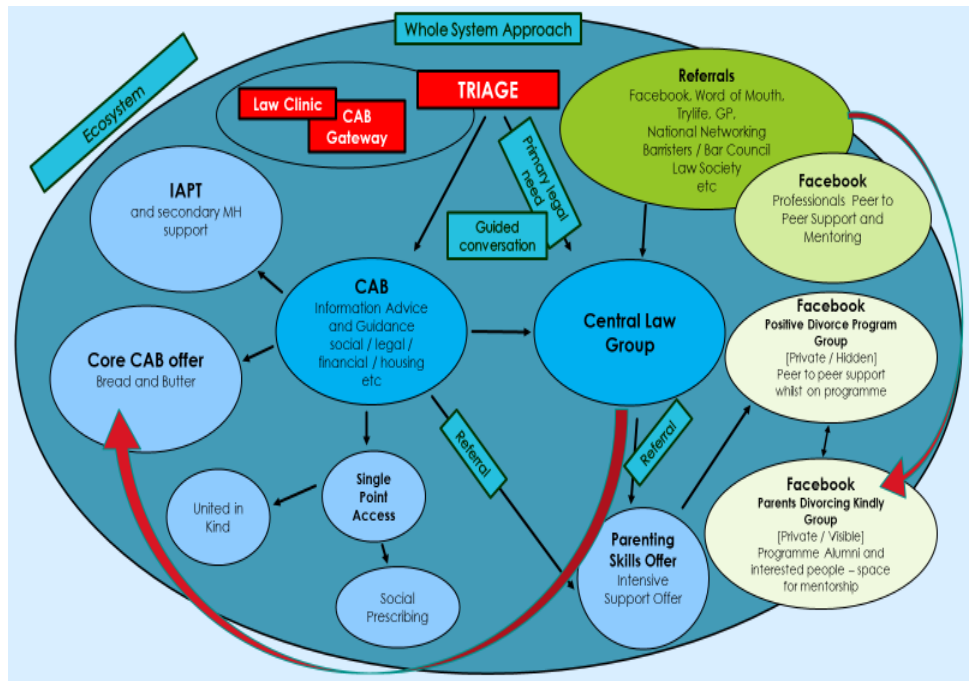 Whole System Approach
Ecosystem
Law Clinic
CAB
Gateway
TRIAGE
Primary legal
need
Guided
conversation
Referrals
Facebook, Word of Mouth,
Trylife, GP,
National Networking
Barristers / Bar Council
Law Society
etc
Facebook
Professionals Peer to
Peer Support and
Mentoring
IAPT
and secondary MH
support
CAB
Information Advice
and Guidance
social / legal /
financial / housing
etc
Central Law
Group
Facebook
Positive Divorce Program
Group
[Private / Hidden]
Peer to peer support
whilst on programme
Core CAB offer
Bread and Butter
Referral
Referral
Single
Point
Access
United in
Kind
Social
Prescribing
Parenting
Skills Offer
Intensive
Support Offer
Facebook
Parents Divorcing Kindly
Group
[Private / Visible]
Programme Alumni and
interested people – space
for mentorship